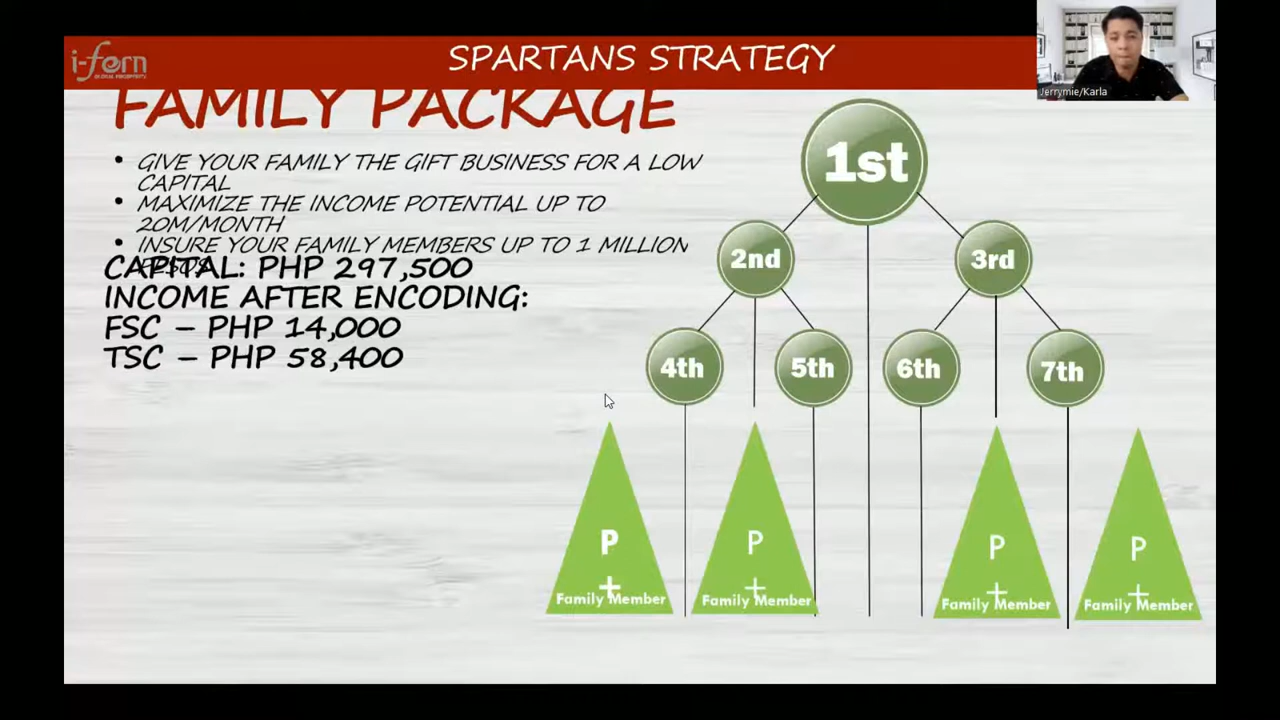 i-fern
GLOBAL PROSPERITY
SPARTANS STRATEGY
Jerrymie/Karla
FAMILY PACKAGE
• GIVE YOUR FAMILY THE GIFT BUSINESS FOR A LOW
CAPITAL
• MAXIMIZE THE INCOME POTENTIAL UP TO
20M/MONTH
• INSURE YOUR FAMILY MEMBERS UP TO 1 MILLION
CAPITAL: PHP 297,500
INCOME AFTER ENCODING:
FSC – PHP 14,000
TSC – PHP 58,400
1st
2nd
3rd
4th
5th
6th
7th
P
+
Family Member
P
+
Family Member
P
+
Family Member
P
+
Family Member